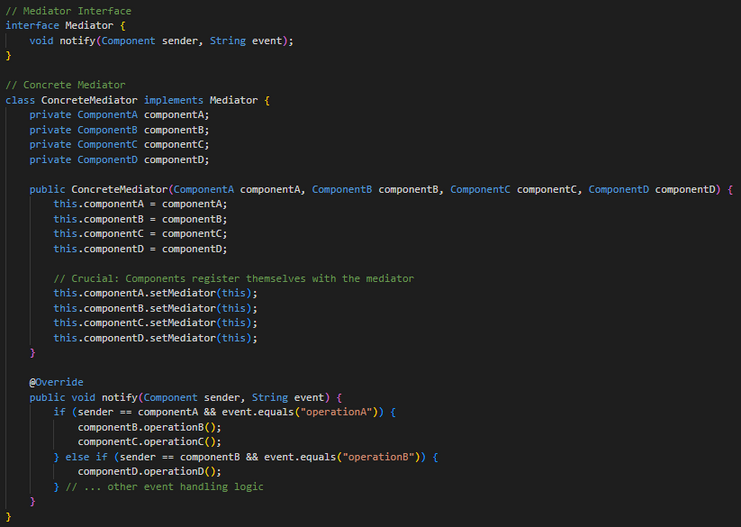 // Mediator Interface
interface Mediator {
    void notify(Component sender, String event);
}
// Concrete Mediator
class ConcreteMediator implements Mediator {
    private ComponentA componentA;
    private ComponentB componentB;
    private ComponentC componentC;
    private ComponentD componentD;
    public ConcreteMediator(ComponentA componentA, ComponentB componentB, ComponentC componentC, ComponentD componentD) {
        this.componentA = componentA;
        this.componentB = componentB;
        this.componentC = componentC;
        this.componentD = componentD;
        // Crucial: Components register themselves with the mediator
        this.componentA.setMediator(this);
        this.componentB.setMediator(this);
        this.componentC.setMediator(this);
        this.componentD.setMediator(this);
    }
    @Override
    public void notify(Component sender, String event) {
        if (sender == componentA && event.equals("operationA")) {
            componentB.operationB();
            componentC.operationC();
        } else if (sender == componentB && event.equals("operationB")) {
            componentD.operationD();
        } // ... other event handling logic
    }
}